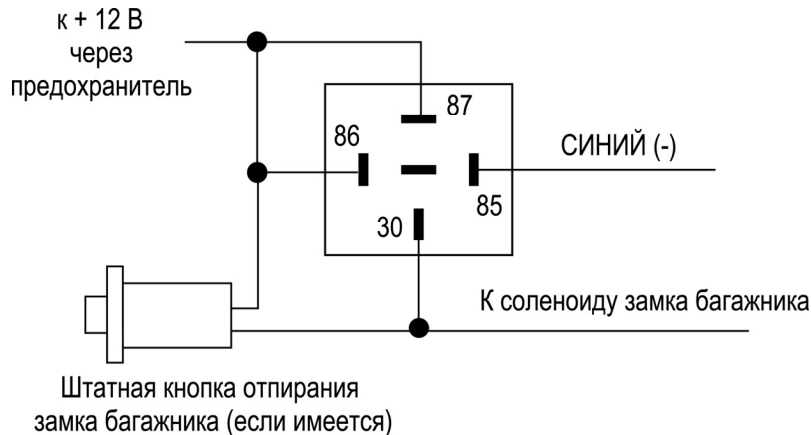 к + 12 В
через
предохранитель
87
86
СИНИЙ (-)
85
30
К соленоиду замка багажника
Штатная кнопка отпирания
замка багажника (если имеется)